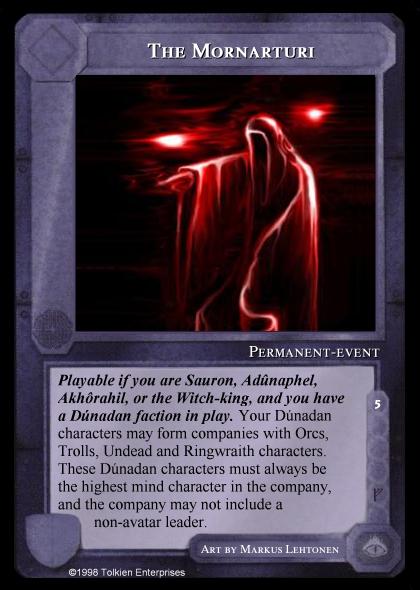 The Mornarturi
Permanent-event
Playable if you are Sauron, Adûnaphel,
Akhôrahil, or the Witch-king, and you have
a Dúnadan faction in play. Your Dúnadan
characters may form companies with Orcs,
Trolls, Undead and Ringwraith characters.
These Dúnadan characters must always be
the highest mind character in the company,
and the company may not include a
non-avatar leader.
5
Art by Markus Lehtonen
©1998 Tolkien Enterprises